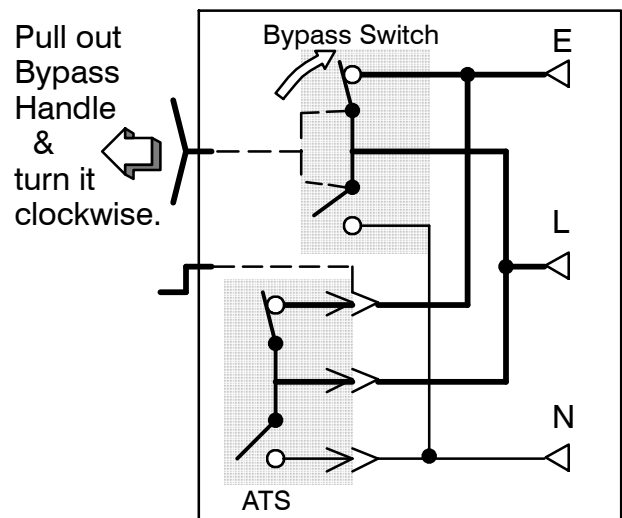 Pull out
Bypass
Handle
&
turn it
clockwise.
Bypass Switch
E
L
N
ATS